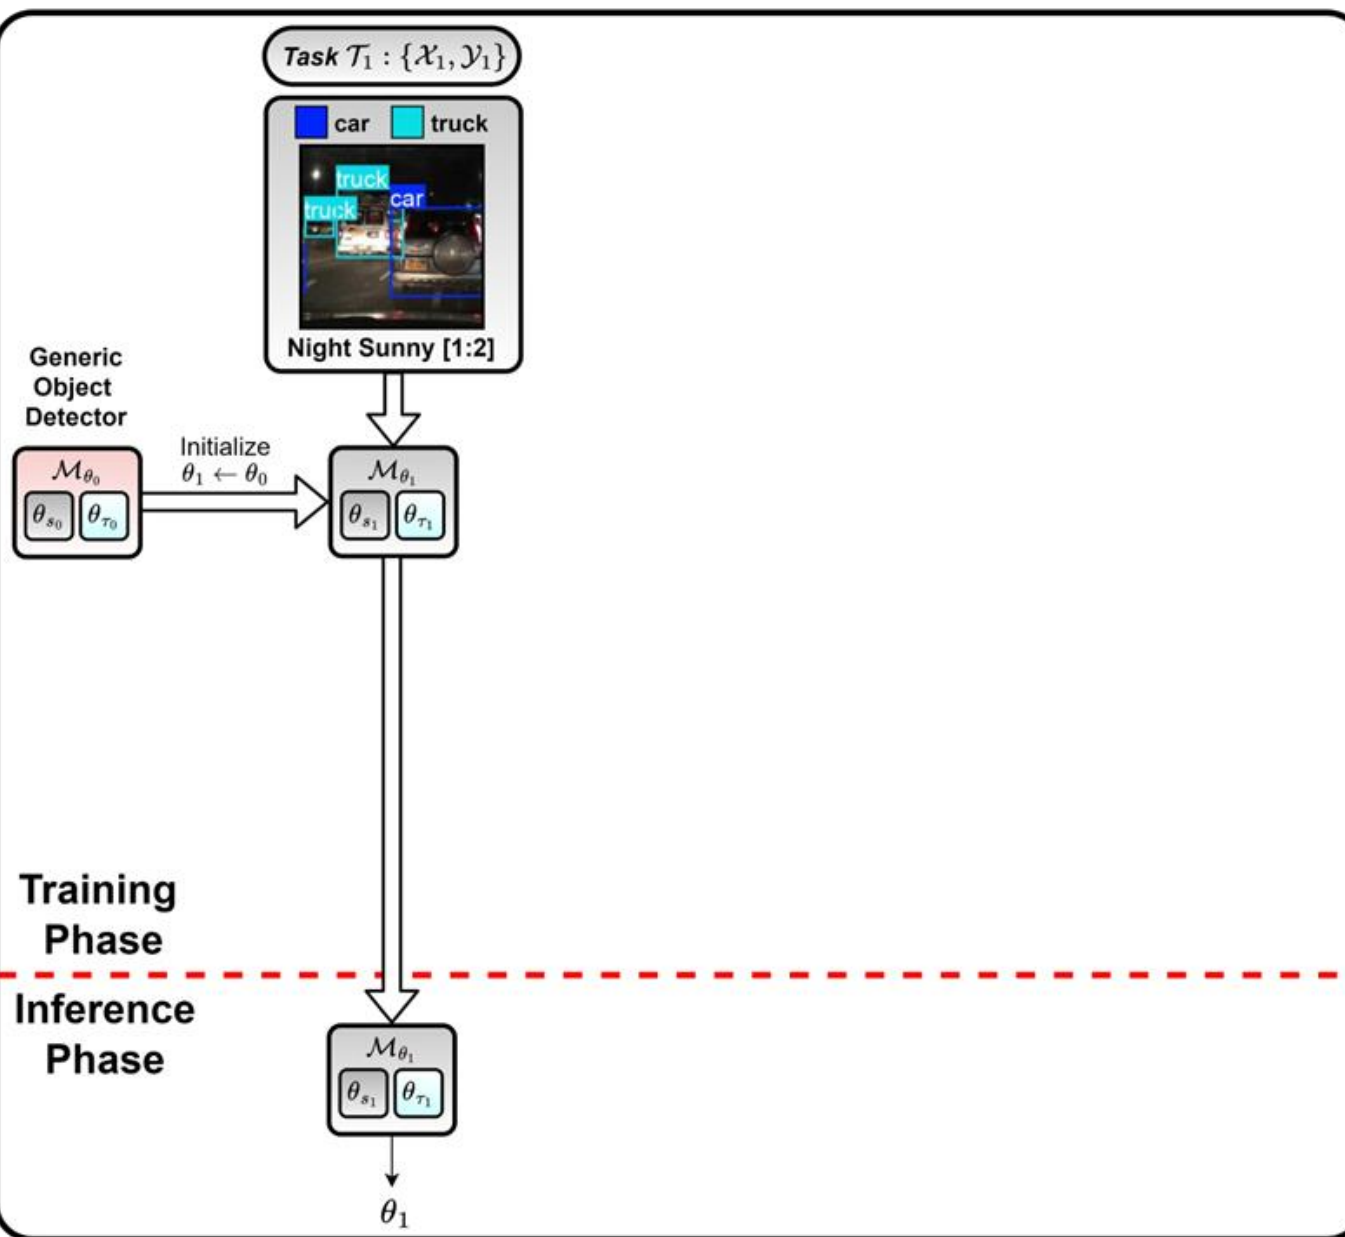 Task 𝒯₁ : {𝒳₁, 𝒴₁}
car truck
truck
car
truck
Night Sunny [1:2]
Generic
Object
Detector
Initialize
θ₁ ← θ₀
ℳ_θ₀
θ_s₀ θ_τ₀
ℳ_θ₁
θ_s₁ θ_τ₁
Training
Phase
Inference
Phase
ℳ_θ₁
θ_s₁ θ_τ₁
θ₁